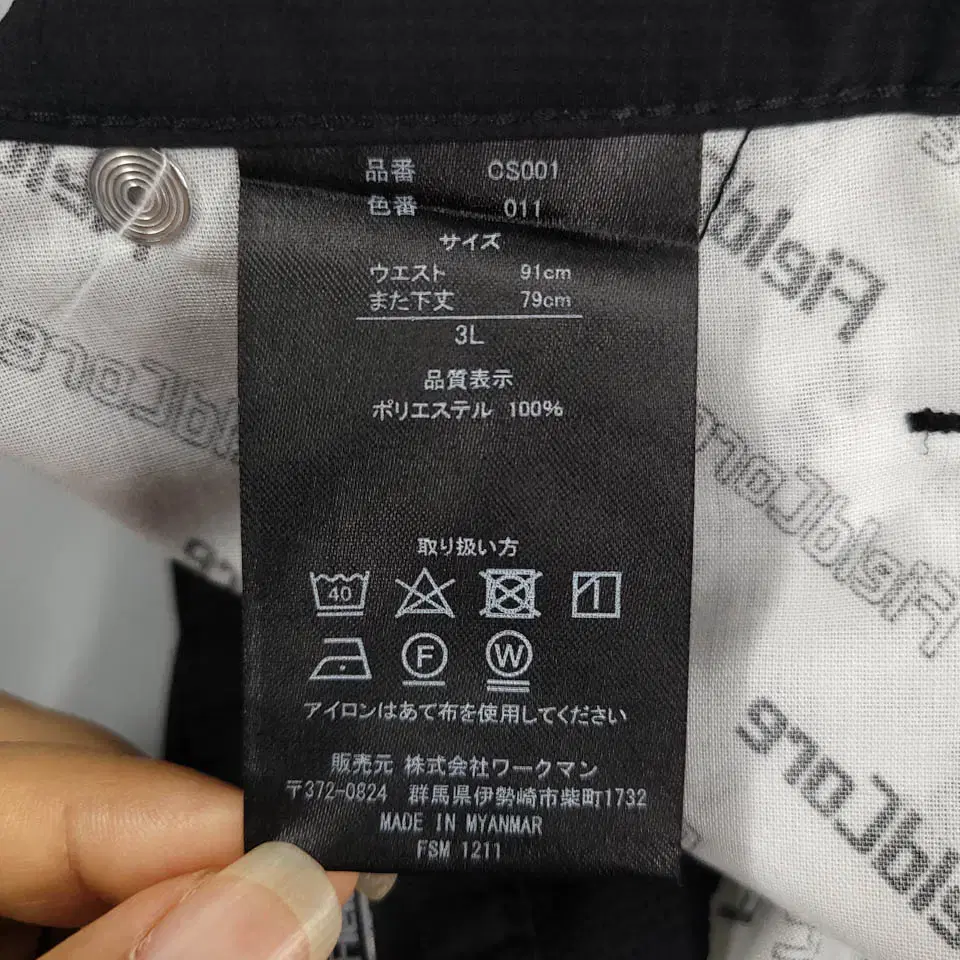 品番 CS001
色番 011
サイズ
ウエスト 91cm
また下丈 79cm
3L
品質表示
ポリエステル 100%
取り扱い方
40
F W
アイロンはあて布を使用してください
販売元 株式会社ワークマン
〒372-0824 群馬県伊勢崎市柴町1732
MADE IN MYANMAR
FSM 1211
FieldCore